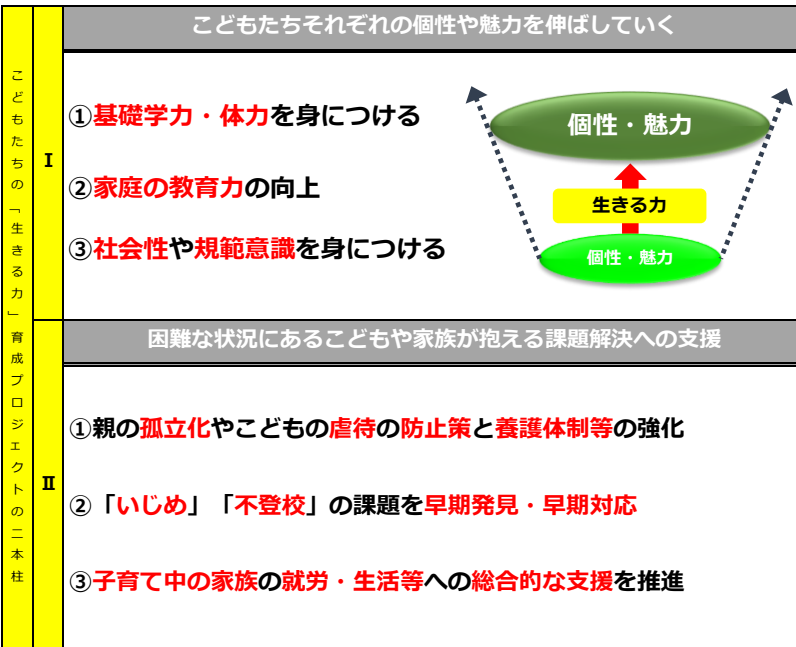 こどもたちの「生きる力」育成プロジェクトの二本柱
Ⅰ
こどもたちそれぞれの個性や魅力を伸ばしていく
①基礎学力・体力を身につける
②家庭の教育力の向上
③社会性や規範意識を身につける
個性・魅力
生きる力
個性・魅力
Ⅱ
困難な状況にあるこどもや家族が抱える課題解決への支援
①親の孤立化やこどもの虐待の防止策と養護体制等の強化
②「いじめ」「不登校」の課題を早期発見・早期対応
③子育て中の家族の就労・生活等への総合的な支援を推進